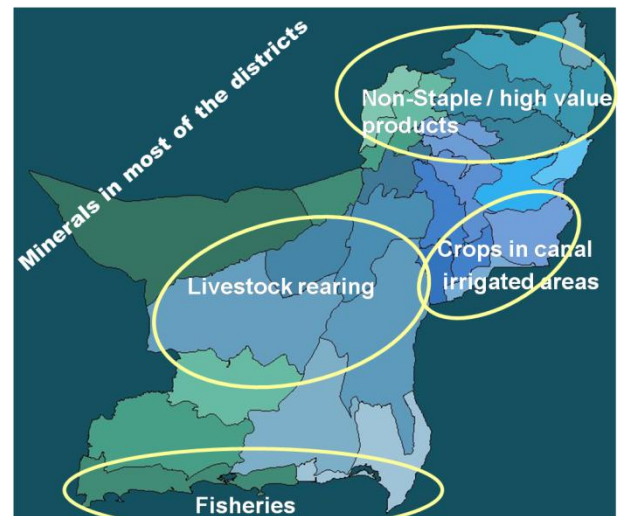 Minerals in most of the districts
Non-Staple / high value
products
Crops in canal
irrigated areas
Livestock rearing
Fisheries